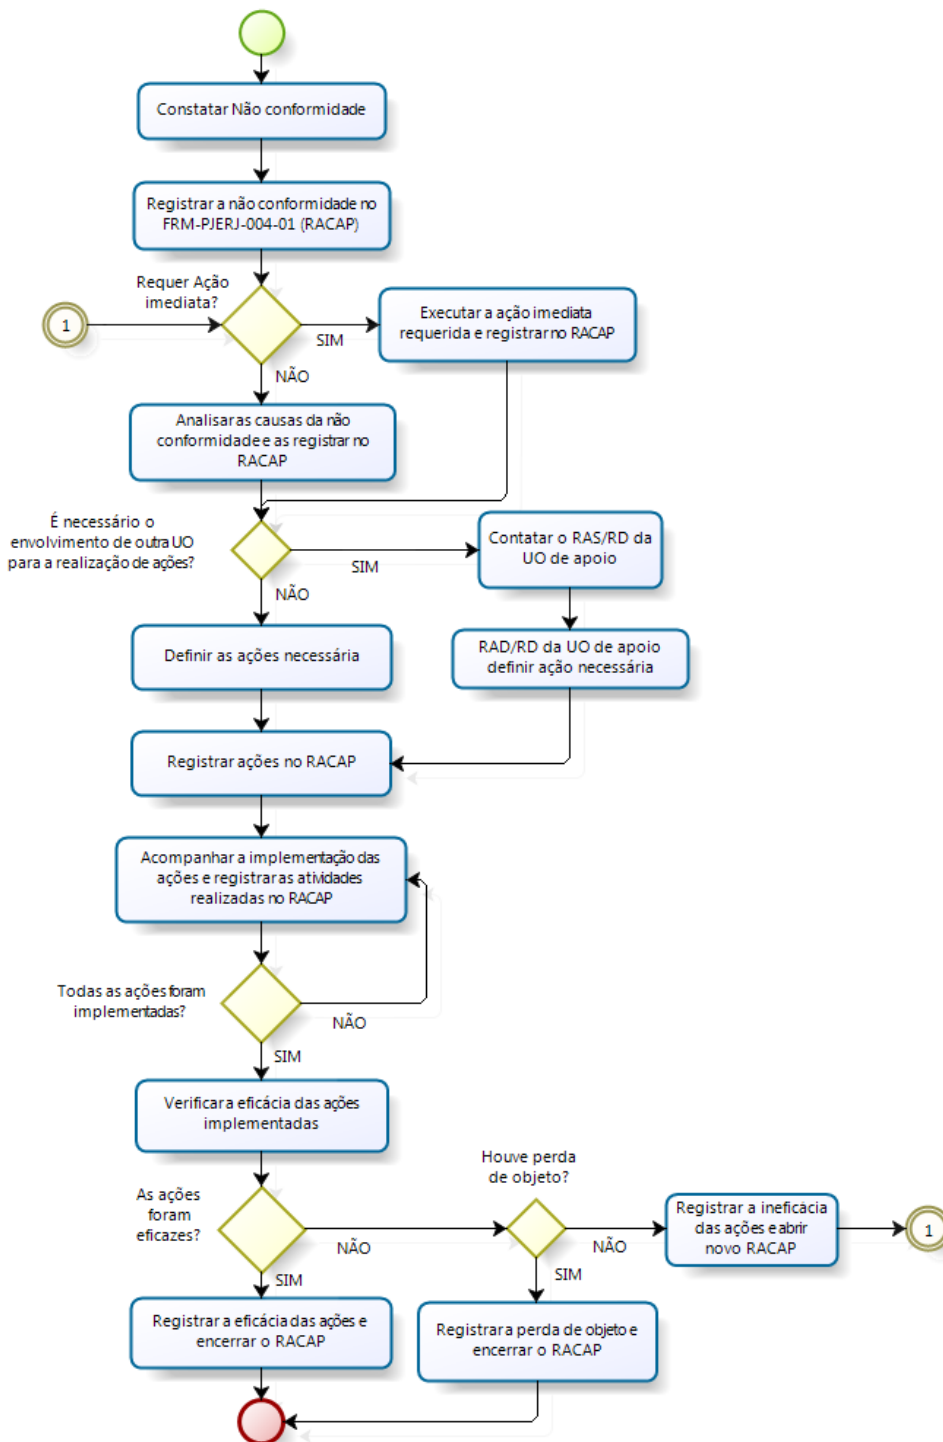 Constatar Não conformidade
Registrar a não conformidade no
FRM-PJERJ-004-01 (RACAP)
Requer Ação
imediata?
1
SIM
Executar a ação imediata
requerida e registrar no RACAP
NÃO
Analisar as causas da não
conformidade e as registrar no
RACAP
É necessário o
envolvimento de outra UO
para a realização de ações?
SIM
Contatar o RAS/RD da
UO de apoio
NÃO
Definir as ações necessária
RAD/RD da UO de apoio
definir ação necessária
Registrar ações no RACAP
Acompanhar a implementação das
ações e registrar as atividades
realizadas no RACAP
Todas as ações foram
implementadas?
NÃO
SIM
Verificar a eficácia das ações
implementadas
As ações
foram
eficazes?
NÃO
Houve perda
de objeto?
NÃO
Registrar a ineficácia
das ações e abrir
novo RACAP
1
SIM
SIM
Registrar a eficácia das ações e
encerrar o RACAP
Registrar a perda de objeto e
encerrar o RACAP